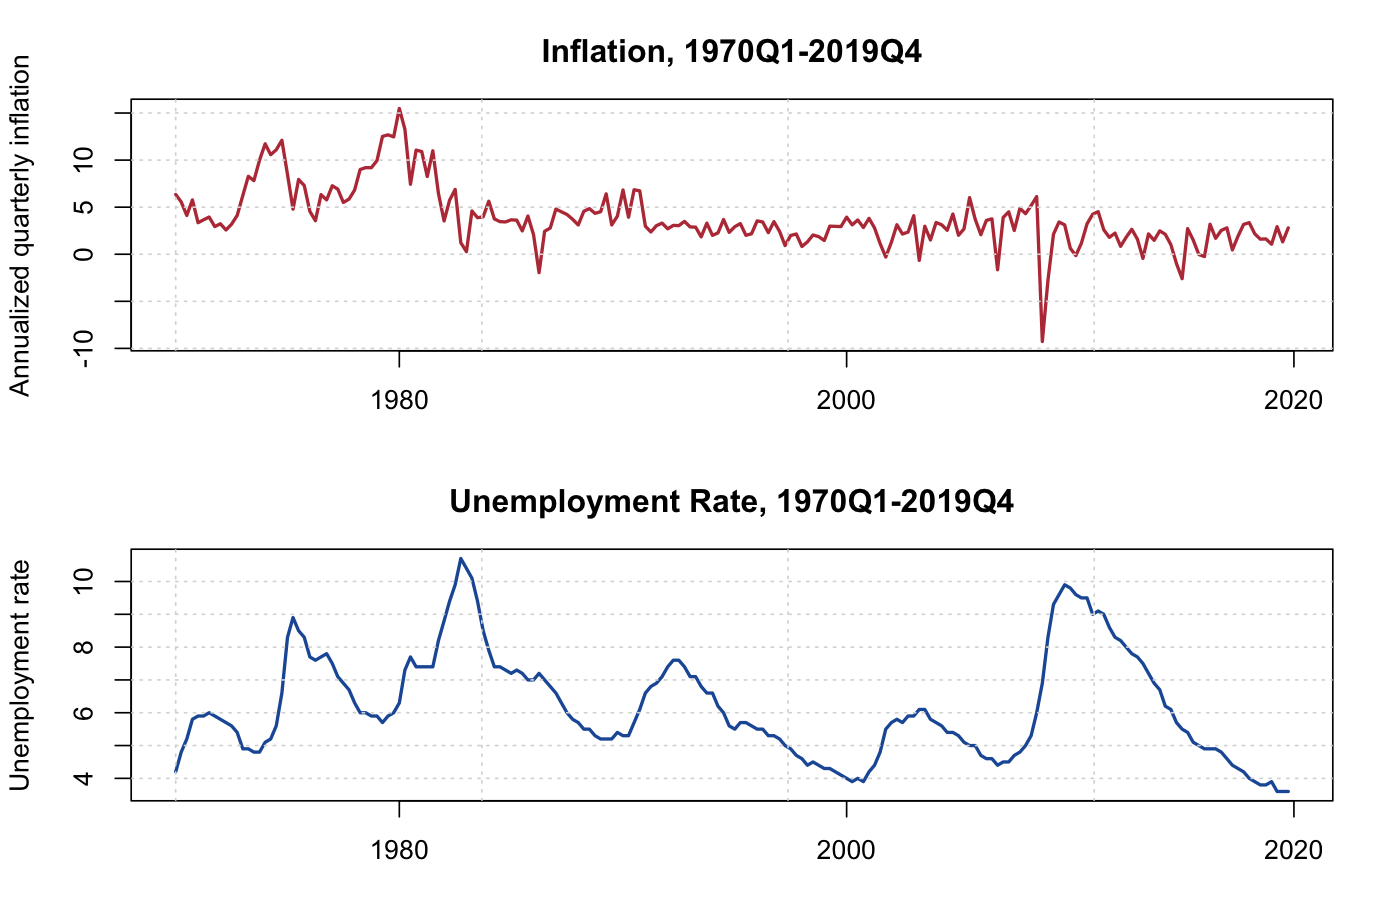 Inflation, 1970Q1-2019Q4
Annualized quarterly inflation
10
5
0
-10
1980 2000 2020
Unemployment Rate, 1970Q1-2019Q4
Unemployment rate
10
8
6
4
1980 2000 2020